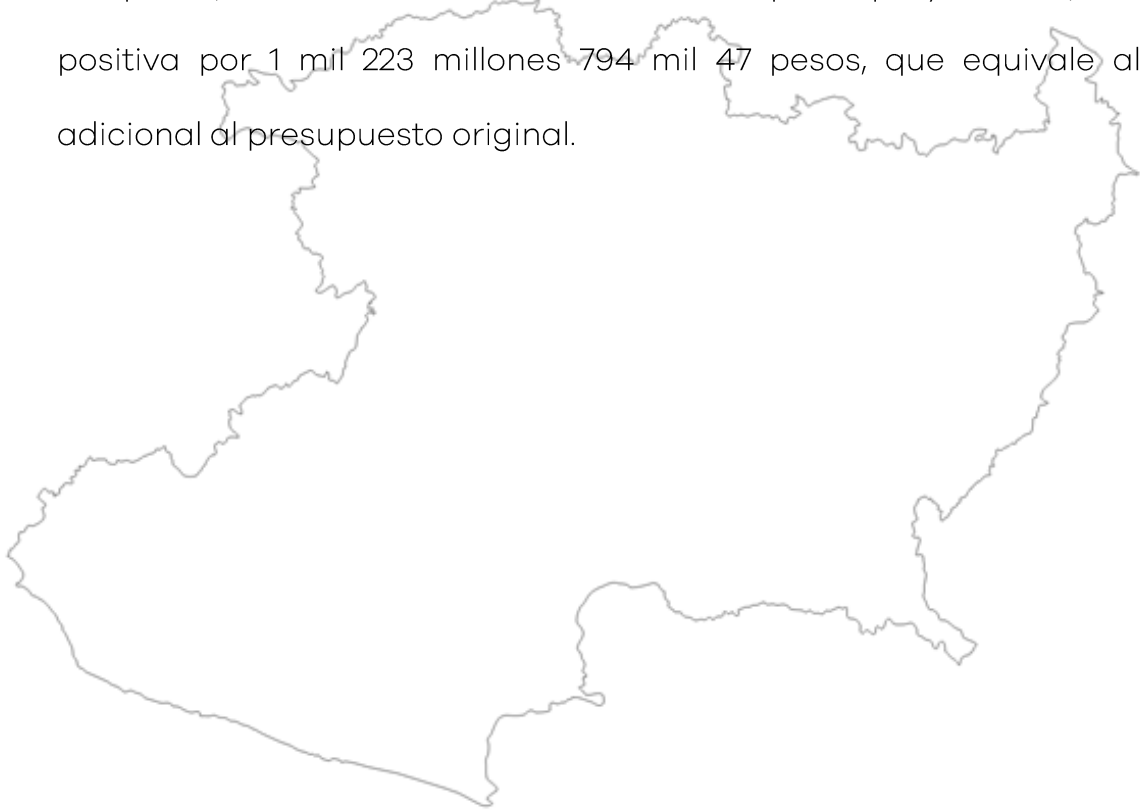 positiva por 1 mil 223 millones 794 mil 47 pesos, que equivale al
adicional al presupuesto original.